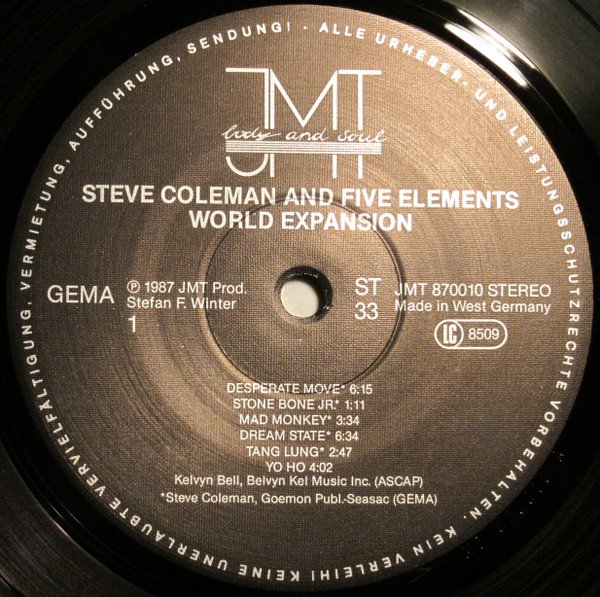 ALLE URHEBER- UND LEISTUNGSSCHUTZRECHTE VORBEHALTEN. KEIN VERLEIH! KEINE UNERLAUBTE VERVIELFÄLTIGUNG, VERMIETUNG, AUFFÜHRUNG, SENDUNG! -
JMT
body and soul
STEVE COLEMAN AND FIVE ELEMENTS
WORLD EXPANSION
GEMA
℗ 1987 JMT Prod.
Stefan F. Winter
1
ST
33
JMT 870010 STEREO
Made in West Germany
LC 8509
DESPERATE MOVE* 6:15
STONE BONE JR.* 1:11
MAD MONKEY* 3:34
DREAM STATE* 6:34
TANG LUNG* 2:47
YO HO 4:02
Kelvyn Bell, Belvyn Kel Music Inc. (ASCAP)
*Steve Coleman, Goemon Publ.-Seasac (GEMA)